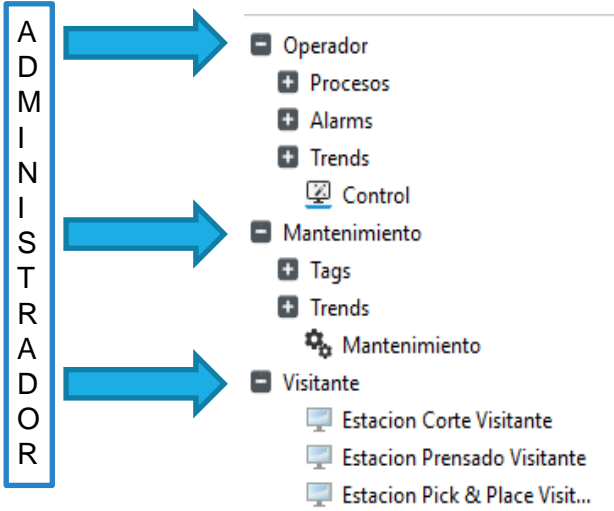 ADMINISTRADOR
Operador
Procesos
Alarms
Trends
Control
Mantenimiento
Tags
Trends
Mantenimiento
Visitante
Estacion Corte Visitante
Estacion Prensado Visitante
Estacion Pick & Place Visit...